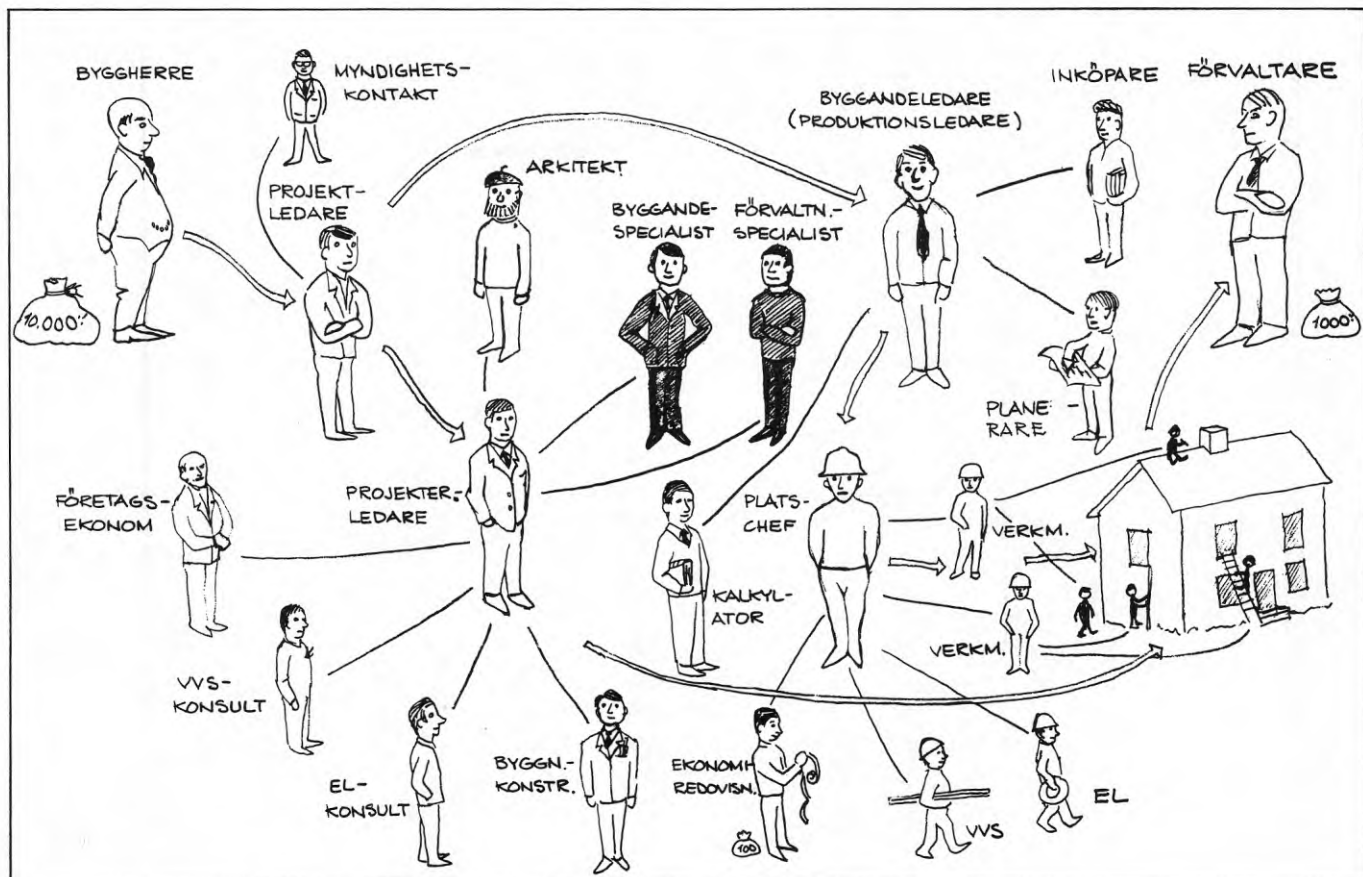 BYGGHERRE
MYNDIGHETS-
KONTAKT
INKÖPARE
FÖRVALTARE
BYGGANDELEDARE
(PRODUKTIONSLEDARE)
ARKITEKT
PROJEKT-
LEDARE
BYGGANDE-
SPECIALIST
FÖRVALTN.-
SPECIALIST
10.000:-
1000:-
PLANE-
RARE
FÖRETAGS-
EKONOM
PROJEKTER.-
LEDARE
PLATS-
CHEF
VERKM.
KALKYL-
ATOR
VERKM.
VVS-
KONSULT
EL-
KONSULT
BYGGN.-
KONSTR.
EKONOMI-
REDOVISN.
100
VVS
EL